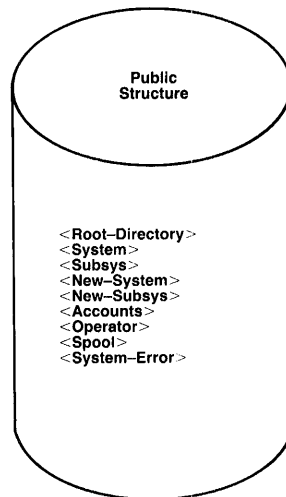 Public
Structure
<Root–Directory>
<System>
<Subsys>
<New–System>
<New–Subsys>
<Accounts>
<Operator>
<Spool>
<System–Error>